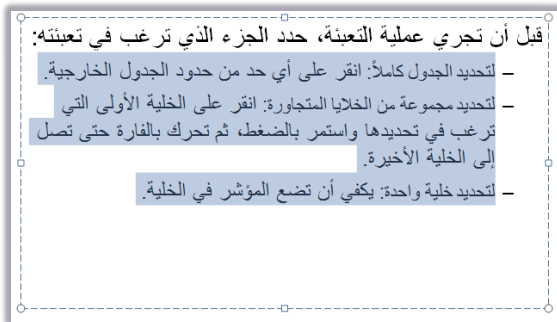 قبل أن تجري عملية التعبئة، حدد الجزء الذي ترغب في تعبئته:
– لتحديد الجدول كاملاً: انقر على أي حد من حدود الجدول الخارجية.
– لتحديد مجموعة من الخلايا المتجاورة: انقر على الخلية الأولى التي
ترغب في تحديدها واستمر بالضغط، ثم تحرك بالفارة حتى تصل
إلى الخلية الأخيرة.
– لتحديد خلية واحدة: يكفي أن تضع المؤشر في الخلية.